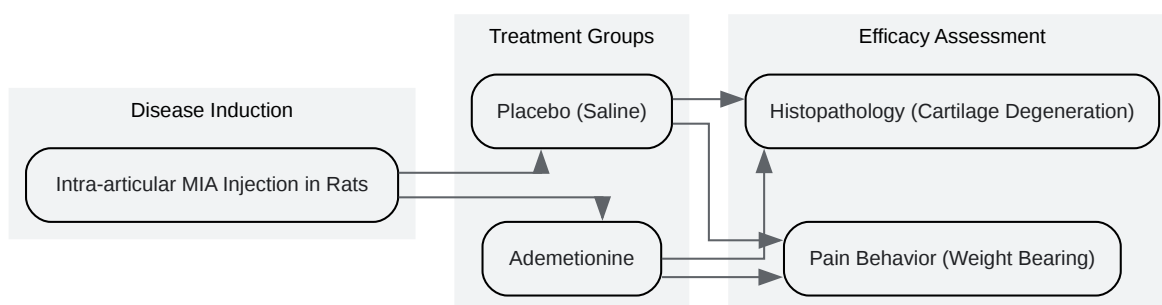 Disease Induction
Intra-articular MIA Injection in Rats
Treatment Groups
Placebo (Saline)
Ademetionine
Efficacy Assessment
Histopathology (Cartilage Degeneration)
Pain Behavior (Weight Bearing)